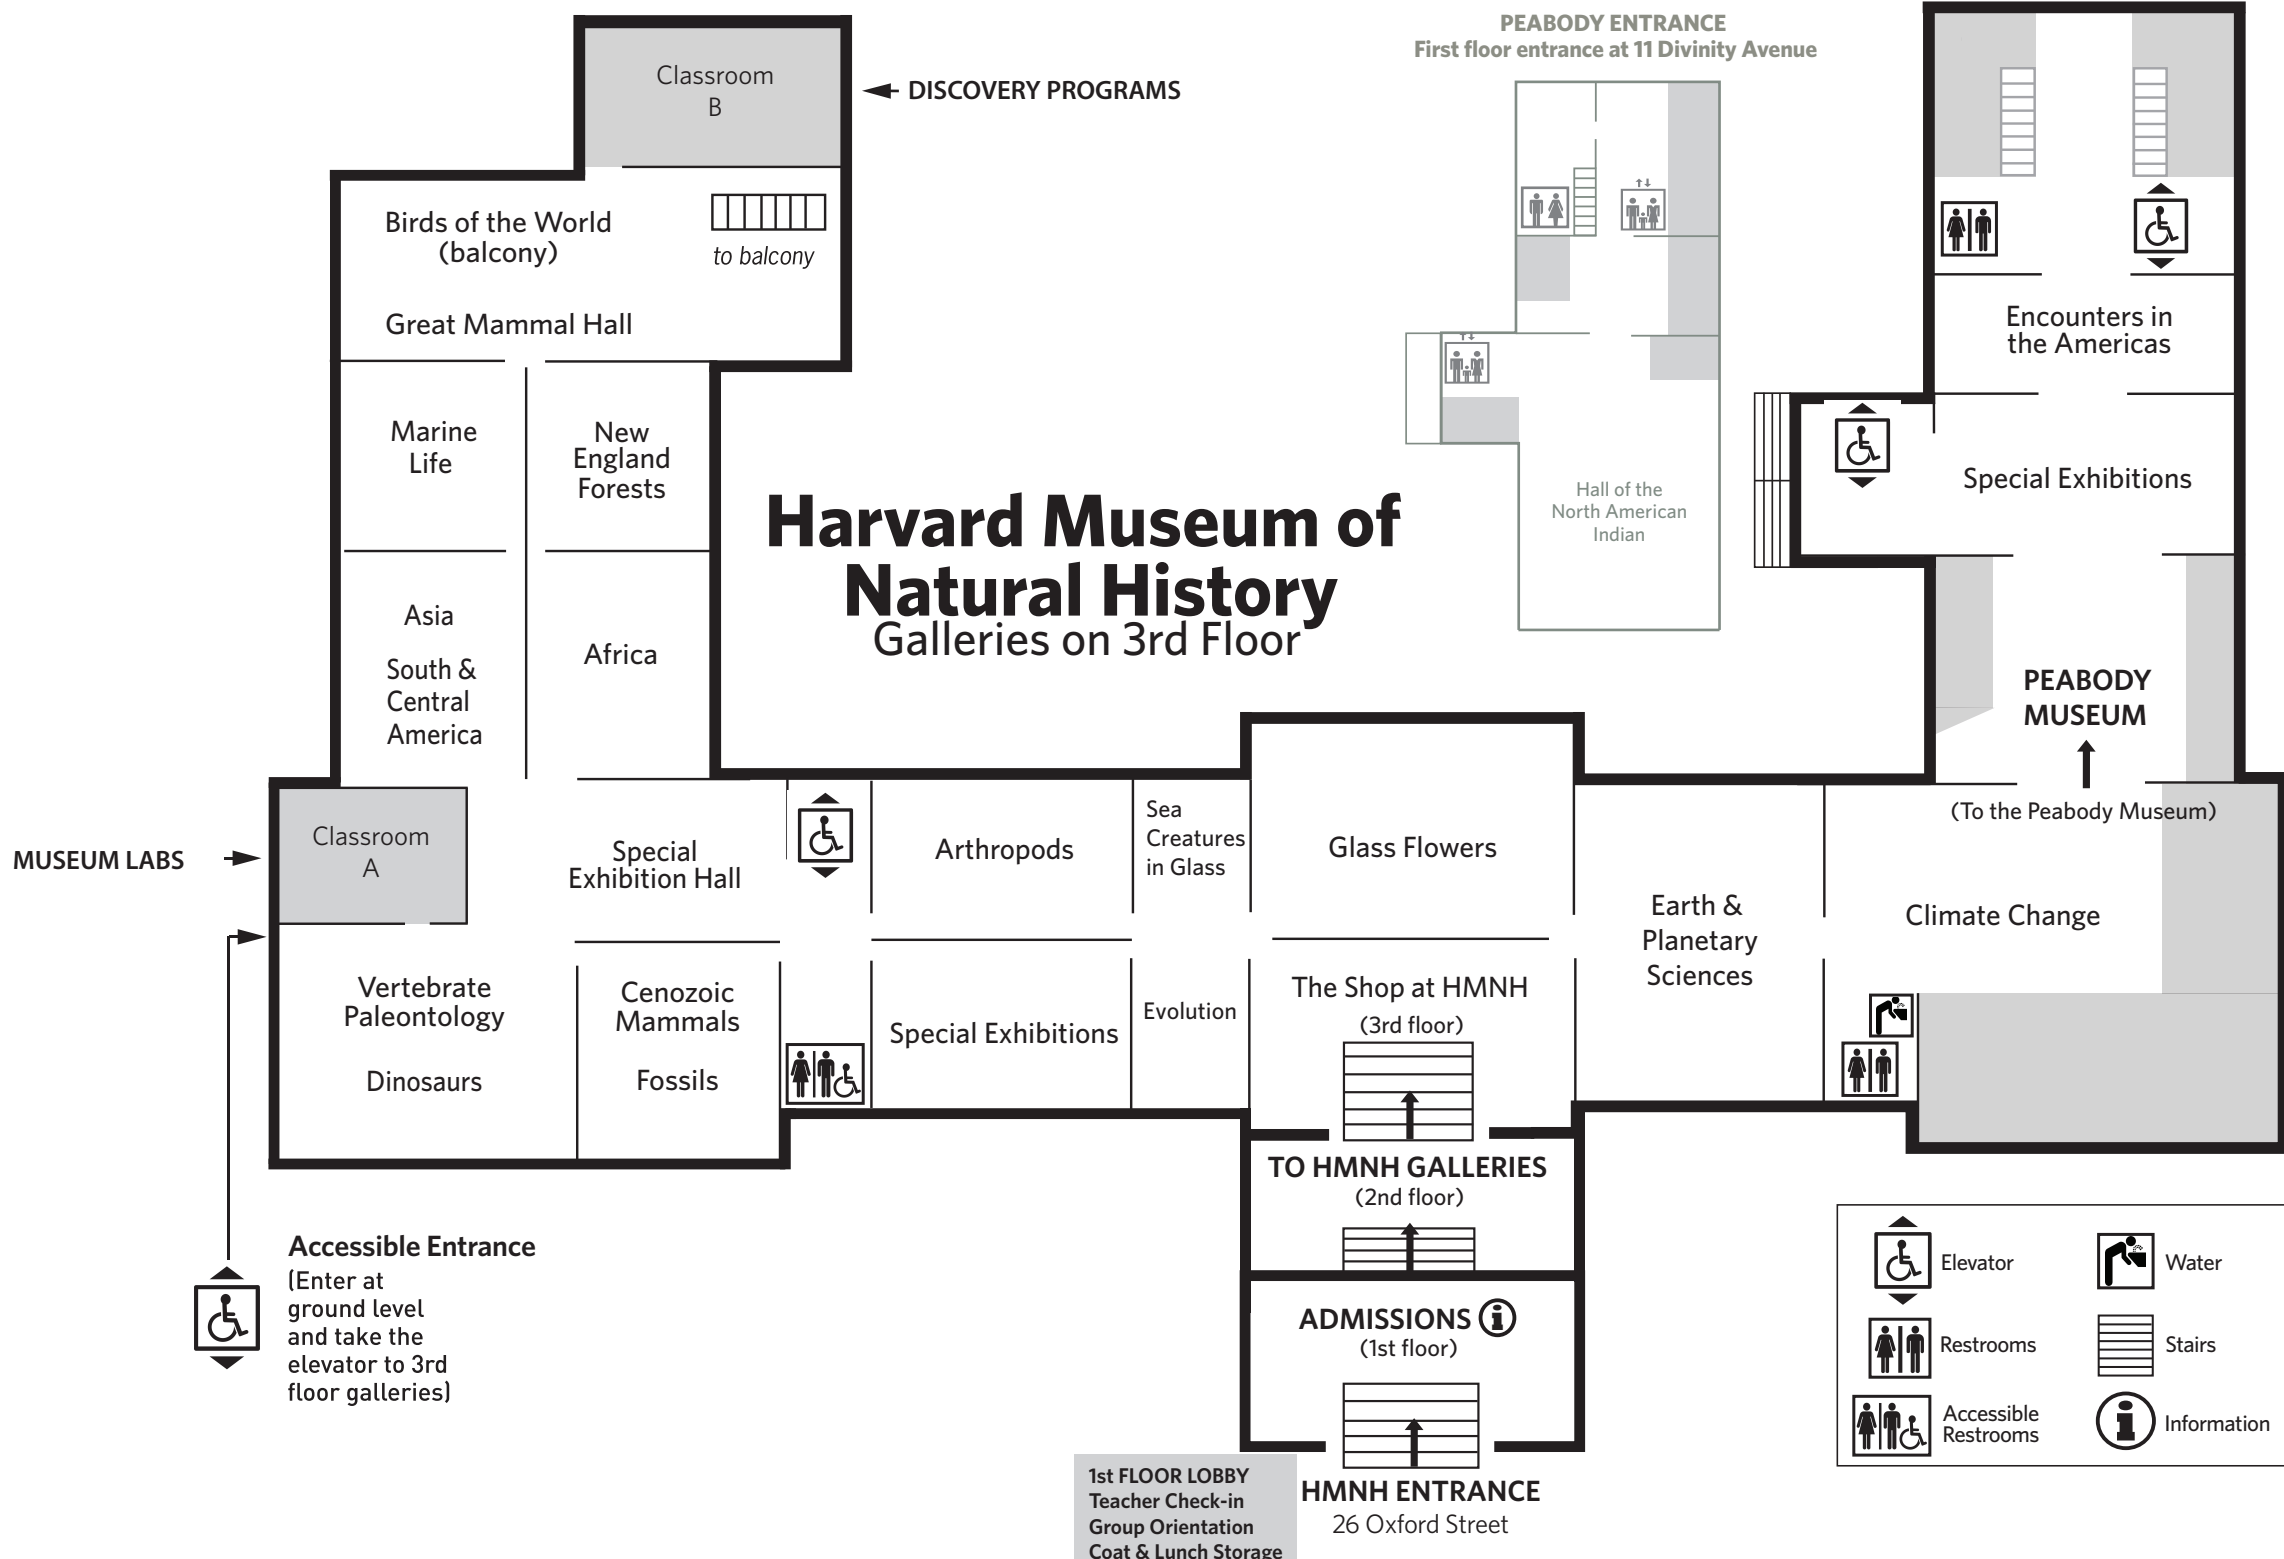 PEABODY ENTRANCE
First floor entrance at 11 Divinity Avenue
Classroom
B
DISCOVERY PROGRAMS
Birds of the World
(balcony)
to balcony
Great Mammal Hall
Encounters in
the Americas
Marine
Life
New
England
Forests
Special Exhibitions
Hall of the
North American
Indian
Harvard Museum of
Natural History
Galleries on 3rd Floor
Asia
South &
Central
America
Africa
PEABODY
MUSEUM
(To the Peabody Museum)
MUSEUM LABS
Classroom
A
Special
Exhibition Hall
Arthropods
Sea
Creatures
in Glass
Glass Flowers
Earth &
Planetary
Sciences
Climate Change
Vertebrate
Paleontology
Dinosaurs
Cenozoic
Mammals
Fossils
Special Exhibitions
Evolution
The Shop at HMNH
(3rd floor)
TO HMNH GALLERIES
(2nd floor)
Accessible Entrance
(Enter at
ground level
and take the
elevator to 3rd
floor galleries)
ADMISSIONS i
(1st floor)
Elevator
Water
Restrooms
Stairs
Accessible
Restrooms
i
Information
1st FLOOR LOBBY
Teacher Check-in
Group Orientation
Coat & Lunch Storage
HMNH ENTRANCE
26 Oxford Street